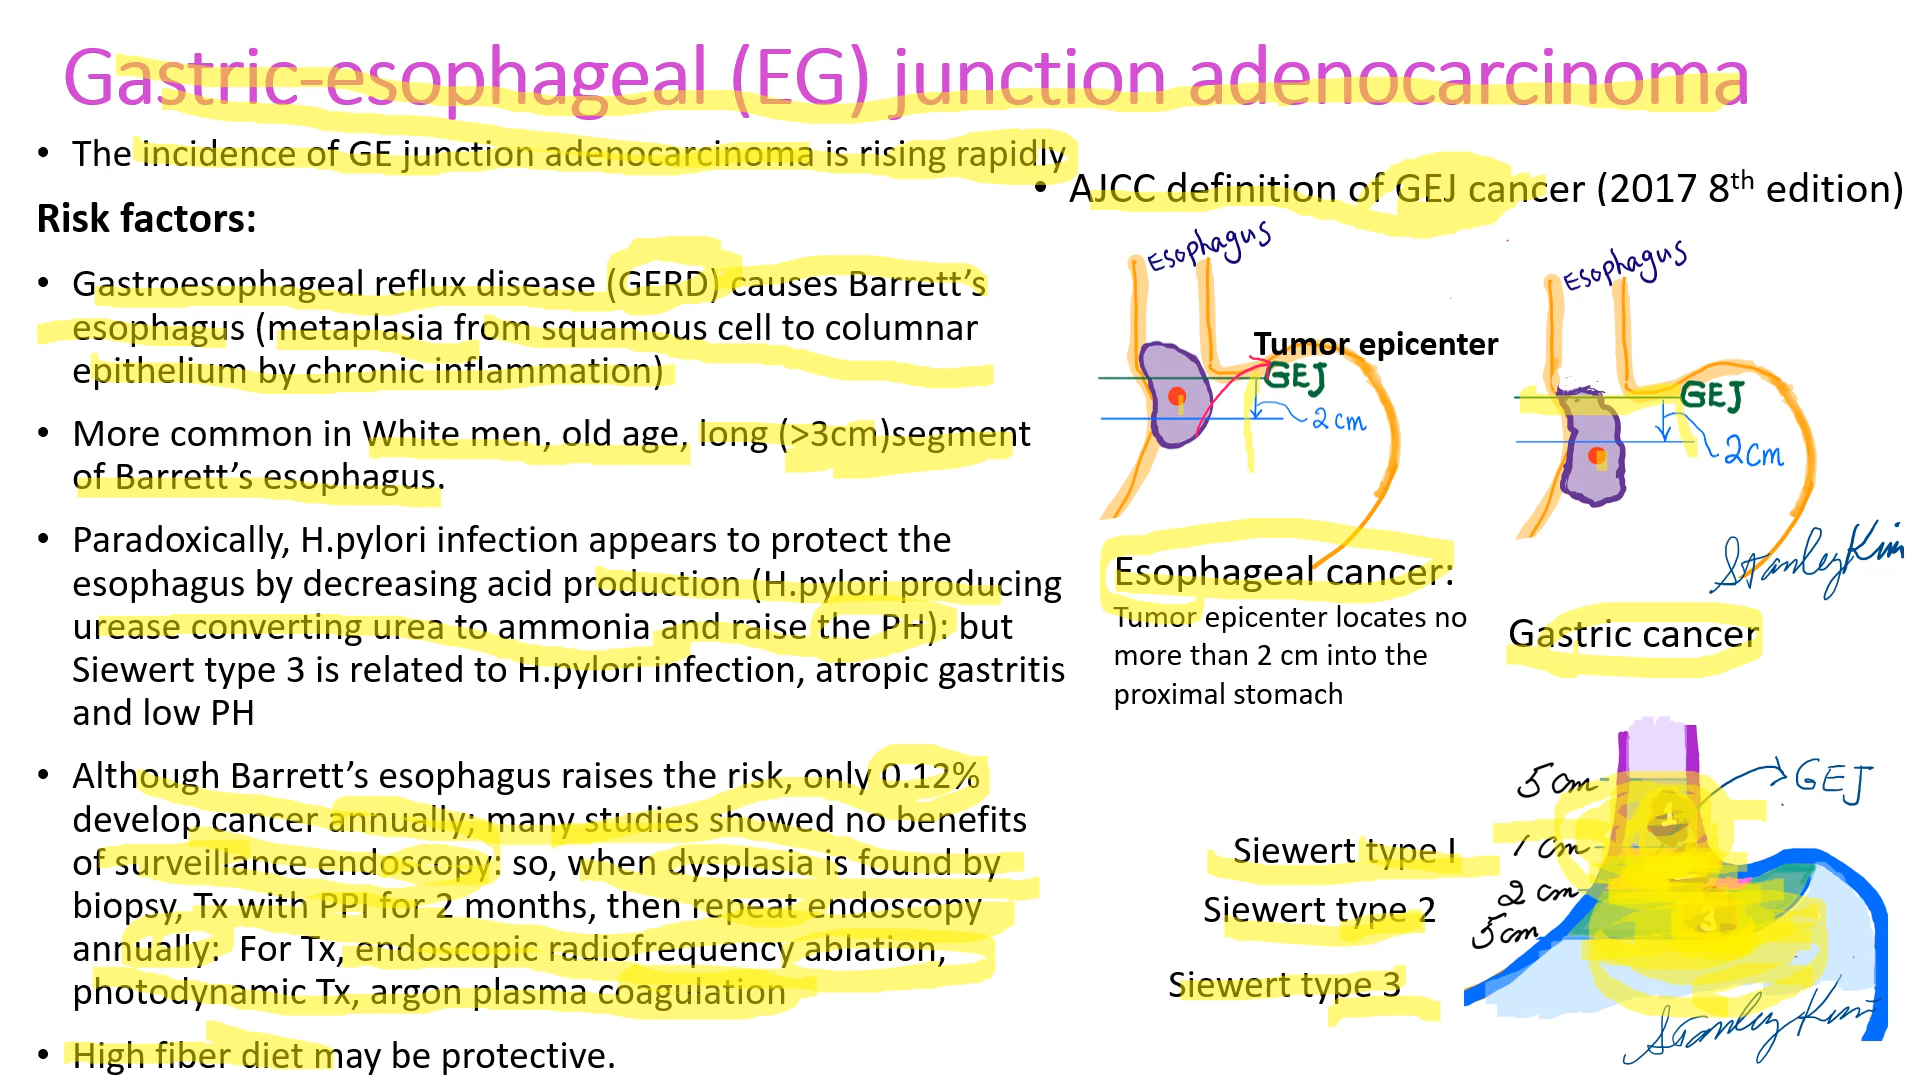 Gastric-esophageal (EG) junction adenocarcinoma
• The incidence of GE junction adenocarcinoma is rising rapidly
Risk factors:
• Gastroesophageal reflux disease (GERD) causes Barrett's
esophagus (metaplasia from squamous cell to columnar
epithelium by chronic inflammation)
• More common in White men, old age, long (>3cm)segment
of Barrett's esophagus.
• Paradoxically, H.pylori infection appears to protect the
esophagus by decreasing acid production (H.pylori producing
urease converting urea to ammonia and raise the PH): but
Siewert type 3 is related to H.pylori infection, atropic gastritis
and low PH
• Although Barrett's esophagus raises the risk, only 0.12%
develop cancer annually; many studies showed no benefits
of surveillance endoscopy: so, when dysplasia is found by
biopsy, Tx with PPI for 2 months, then repeat endoscopy
annually: For Tx, endoscopic radiofrequency ablation,
photodynamic Tx, argon plasma coagulation
• High fiber diet may be protective.
• AJCC definition of GEJ cancer (2017 8th edition)
Esophagus
Tumor epicenter
GEJ
2cm
Esophageal cancer:
Tumor epicenter locates no
more than 2 cm into the
proximal stomach
Esophagus
GEJ
2cm
Stanley Kim
Gastric cancer
5cm
GEJ
1
Siewert type I
1 cm
Siewert type 2
2 cm
3
5cm
Siewert type 3
Stanley Kim